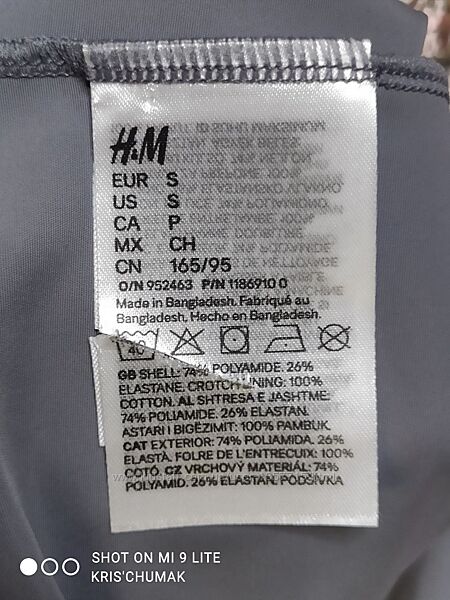 H&M
EUR S
US S
CA P
MX CH
CN 165/95
O/N 952463 P/N 1186910 0
Made in Bangladesh. Fabriqué au
Bangladesh. Hecho en Bangladesh.
40
GB SHELL: 74% POLYAMIDE. 26%
ELASTANE. CROTCH LINING: 100%
COTTON. AL SHTRESA E JASHTME:
74% POLIAMIDE. 26% ELASTAN.
ASTARI I BIGËZIMIT: 100% PAMBUK.
CAT EXTERIOR: 74% POLIAMIDA. 26%
ELASTÀ. FOLRE DE L'ENTRECUIX: 100%
COTÓ. CZ VRCHOVÝ MATERIÁL: 74%
POLYAMID. 26% ELASTAN. PODŠÍVKA
SHOT ON MI 9 LITE
KRIS'CHUMAK